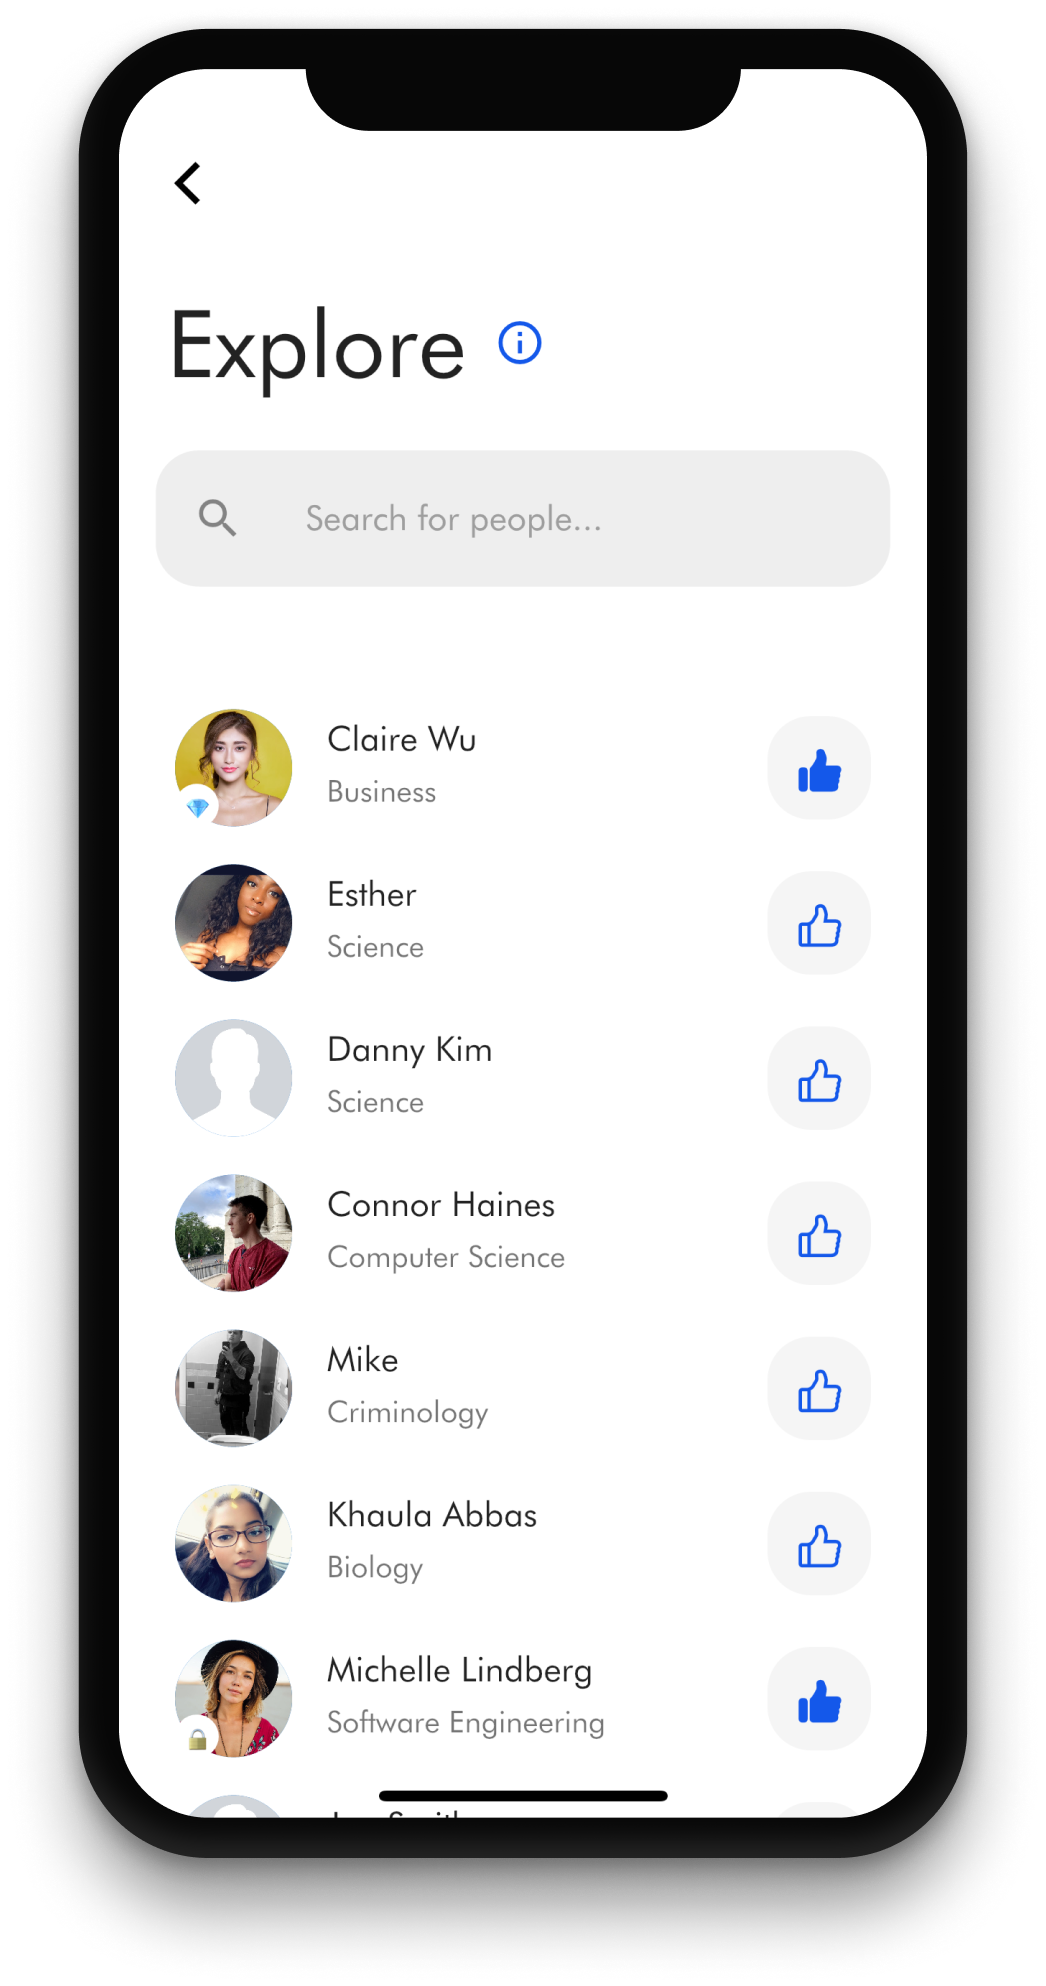 Explore
Search for people...
Claire Wu
Business
Esther
Science
Danny Kim
Science
Connor Haines
Computer Science
Mike
Criminology
Khaula Abbas
Biology
Michelle Lindberg
Software Engineering